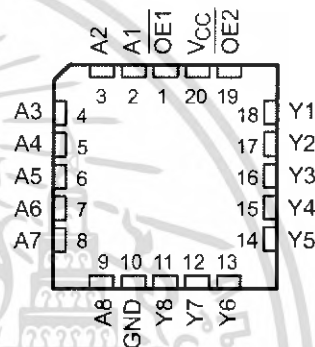 A2 A1 O̅E̅1̅ VCC O̅E̅2̅
3 2 1 20 19
A3 4 18 Y1
A4 5 17 Y2
A5 6 16 Y3
A6 7 15 Y4
A7 8 14 Y5
9 10 11 12 13
A8 GND Y8 Y7 Y6